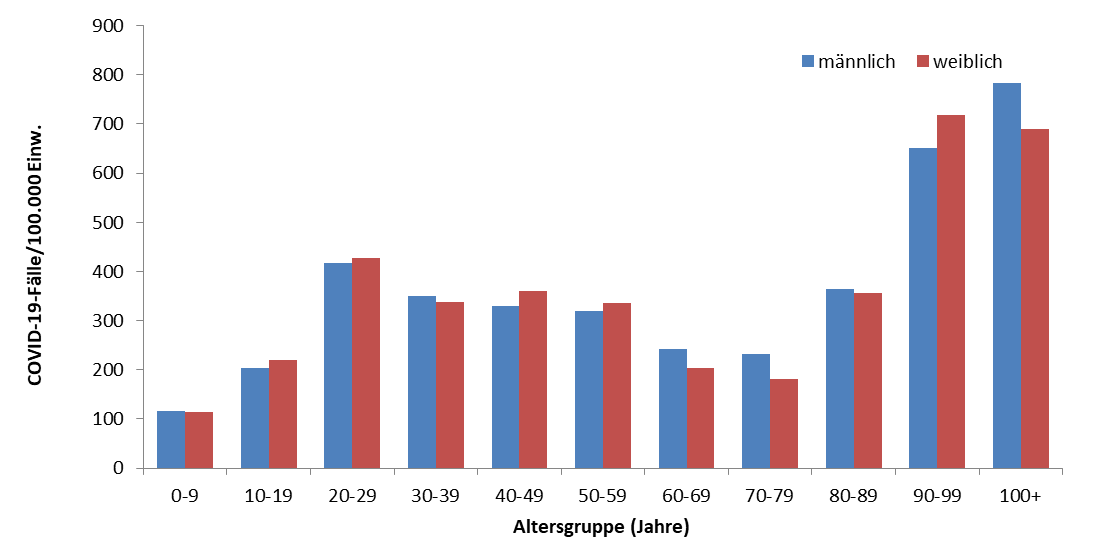 900
800
700
600
500
400
300
200
100
0
COVID-19-Fälle/100.000 Einw.
männlich weiblich
0-9 10-19 20-29 30-39 40-49 50-59 60-69 70-79 80-89 90-99 100+
Altersgruppe (Jahre)